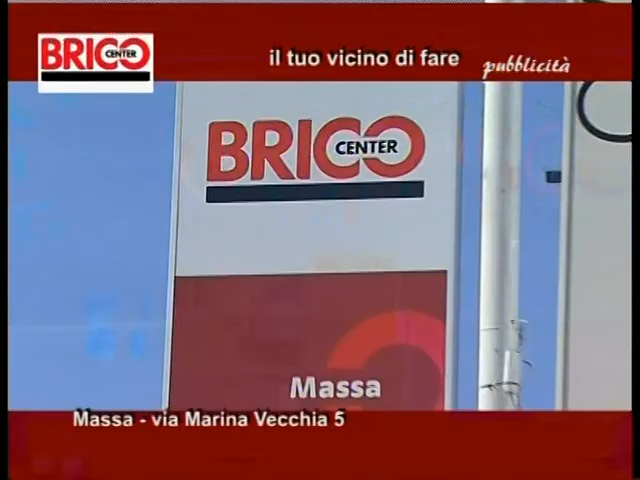 BRICO CENTER
il tuo vicino di fare
pubblicità
BRICO CENTER
Massa
Massa - via Marina Vecchia 5